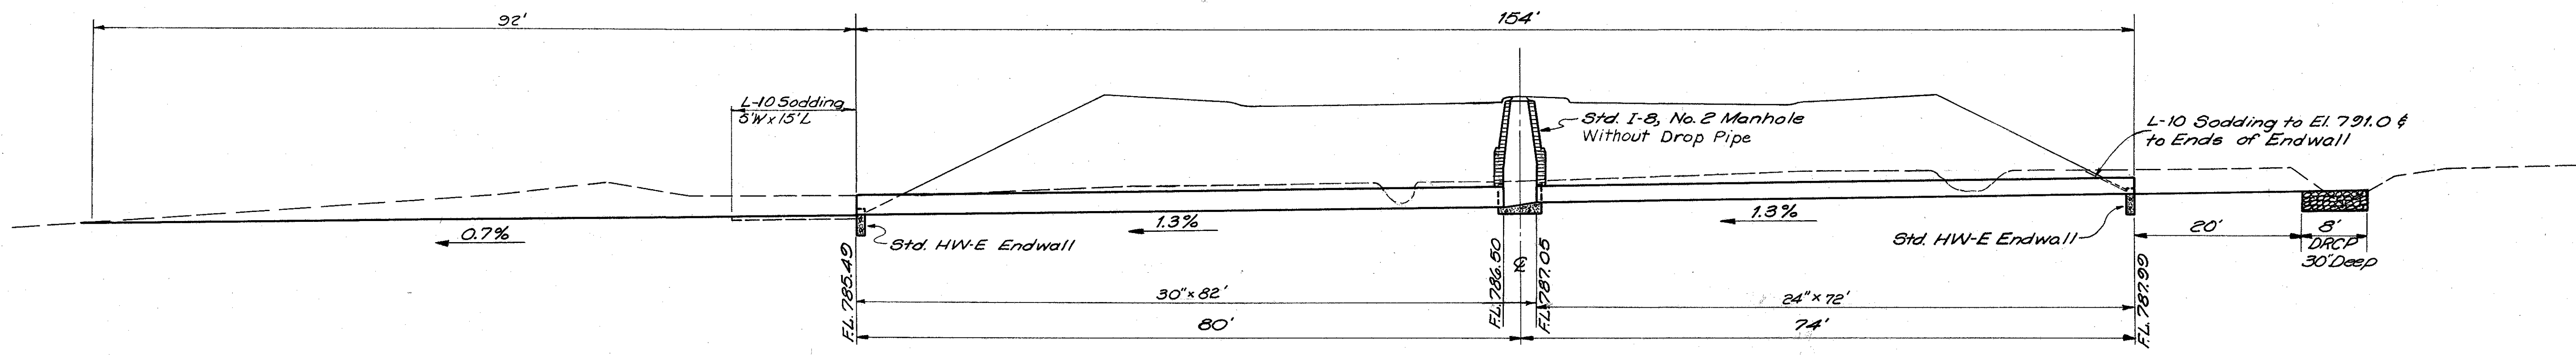 92'
154'
L-10 Sodding
5'W x 15'L
Std. I-8, No. 2 Manhole
Without Drop Pipe
L-10 Sodding to El. 791.0 &
to Ends of Endwall
0.7%
Std. HW-E Endwall
1.3%
1.3%
Std. HW-E Endwall
20'
8'
DRCP
30" Deep
F.L. 785.49
F.L. 786.50
℄
F.L. 787.05
F.L. 787.99
30" x 82'
24" x 72'
80'
74'